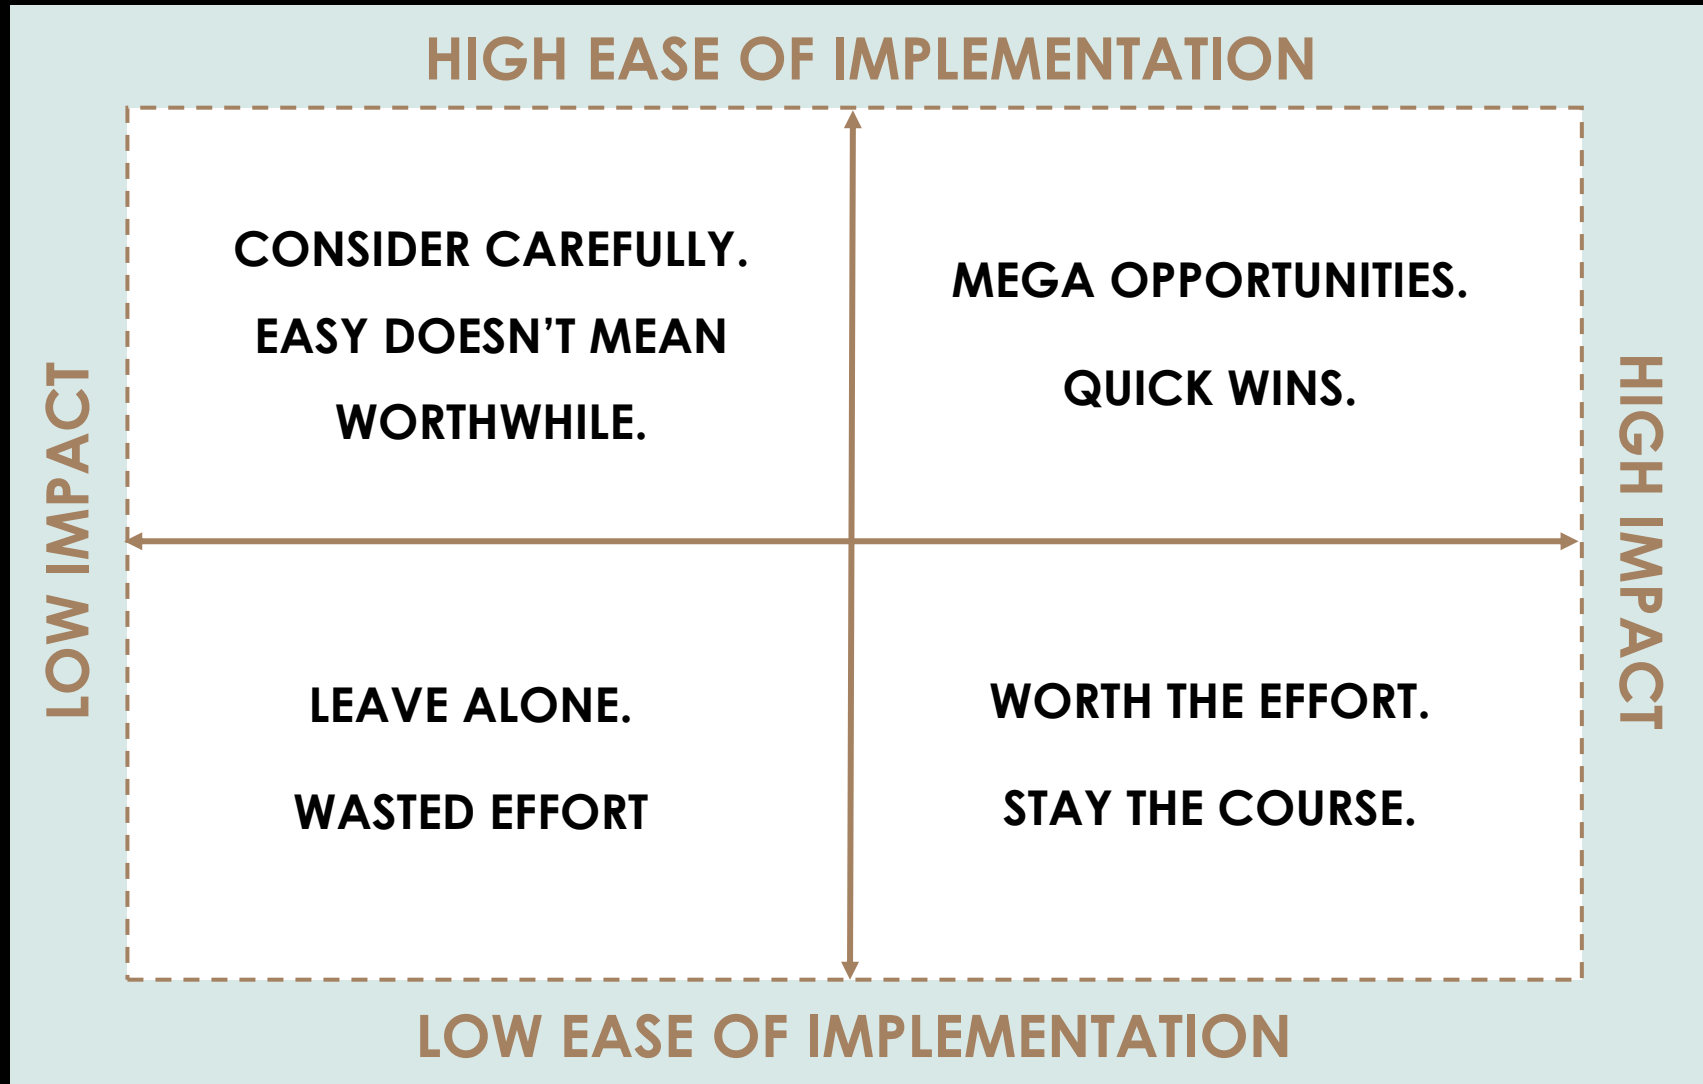 HIGH EASE OF IMPLEMENTATION
CONSIDER CAREFULLY.
EASY DOESN’T MEAN
WORTHWHILE.
MEGA OPPORTUNITIES.
QUICK WINS.
LOW IMPACT
HIGH IMPACT
LEAVE ALONE.
WASTED EFFORT
WORTH THE EFFORT.
STAY THE COURSE.
LOW EASE OF IMPLEMENTATION